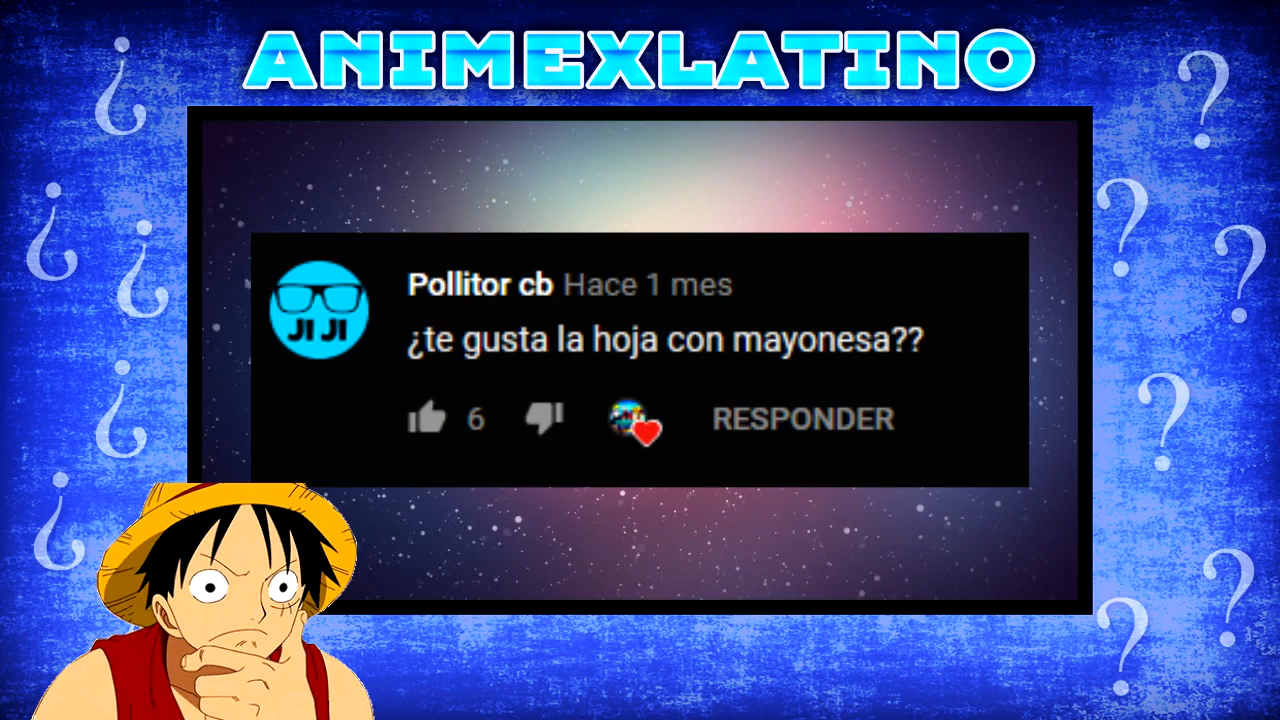 ANIMEXLATINO
JI JI
Pollitor cb Hace 1 mes
¿te gusta la hoja con mayonesa??
6
RESPONDER